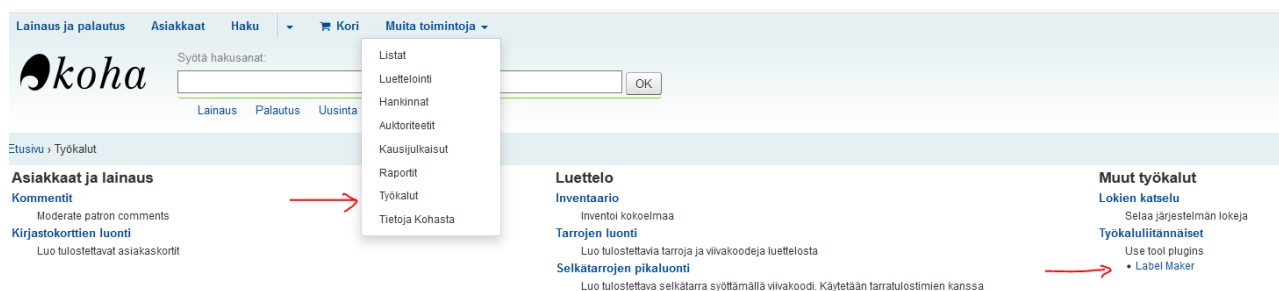 Lainaus ja palautus Asiakkaat Haku Kori Muita toimintoja
koha
Syötä hakusanat:
OK
Lainaus Palautus Uusinta
Listat
Luettelointi
Hankinnat
Auktoriteetit
Kausijulkaisut
Raportit
Työkalut
Tietoja Kohasta
Etusivu › Työkalut
Asiakkaat ja lainaus
Kommentit
Moderate patron comments
Kirjastokorttien luonti
Luo tulostettavat asiakaskortit
Luettelo
Inventaario
Inventoi kokoelmaa
Tarrojen luonti
Luo tulostettavia tarroja ja viivakoodeja luettelosta
Selkätarrojen pikaluonti
Luo tulostettava selkätarra syöttämällä viivakoodi. Käytetään tarratulostimien kanssa
Muut työkalut
Lokien katselu
Selaa järjestelmän lokeja
Työkaluliitännäiset
Use tool plugins
• Label Maker